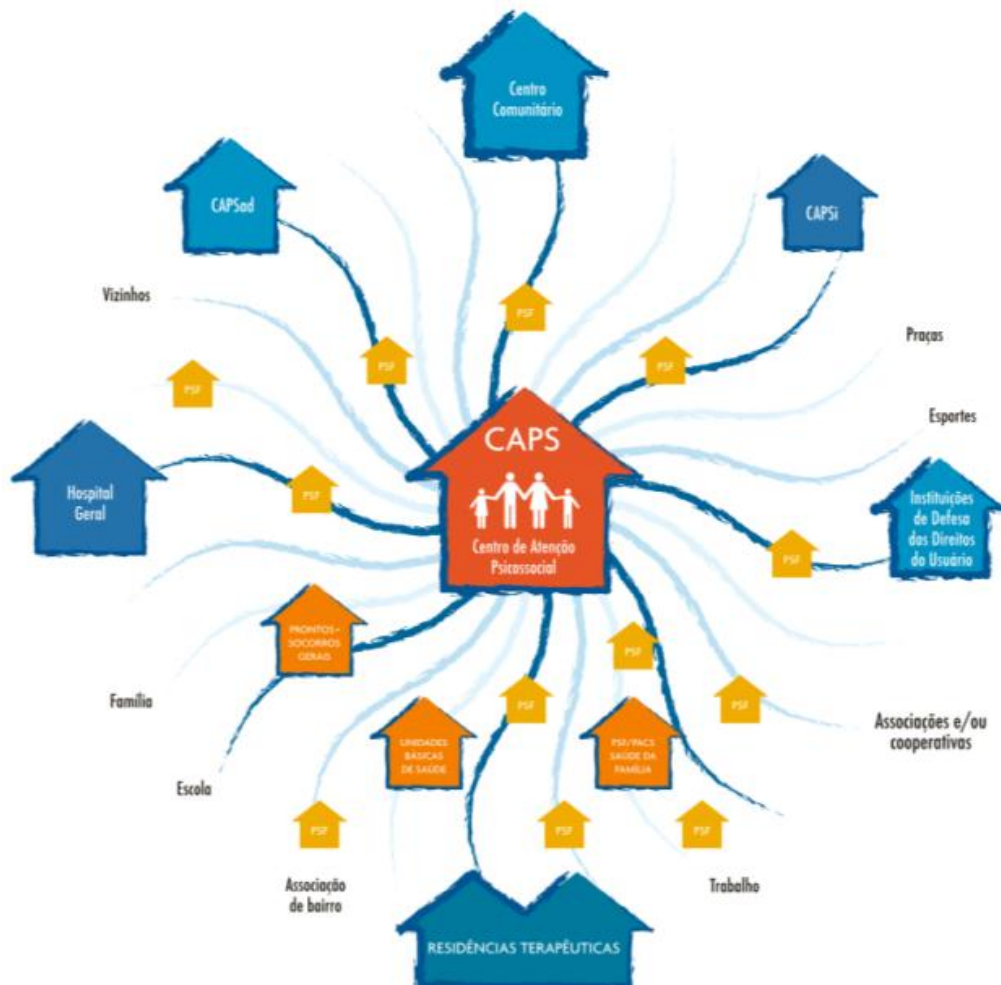 Centro
Comunitário
CAPSad
CAPSi
Vizinhos
PSF
Praças
PSF
PSF
PSF
Esportes
CAPS
Centro de Atenção
Psicossocial
Hospital
Geral
PSF
Instituições
de Defesa
dos Direitos
do Usuário
PSF
PRONTOS-
SOCORROS
GERAIS
PSF
Família
PSF
PSF
Associações e/ou
cooperativas
UNIDADES
BÁSICAS
DE SAÚDE
PSF/PACS
SAÚDE DA
FAMÍLIA
Escola
PSF
PSF
PSF
Associação
de bairro
Trabalho
RESIDÊNCIAS TERAPÊUTICAS